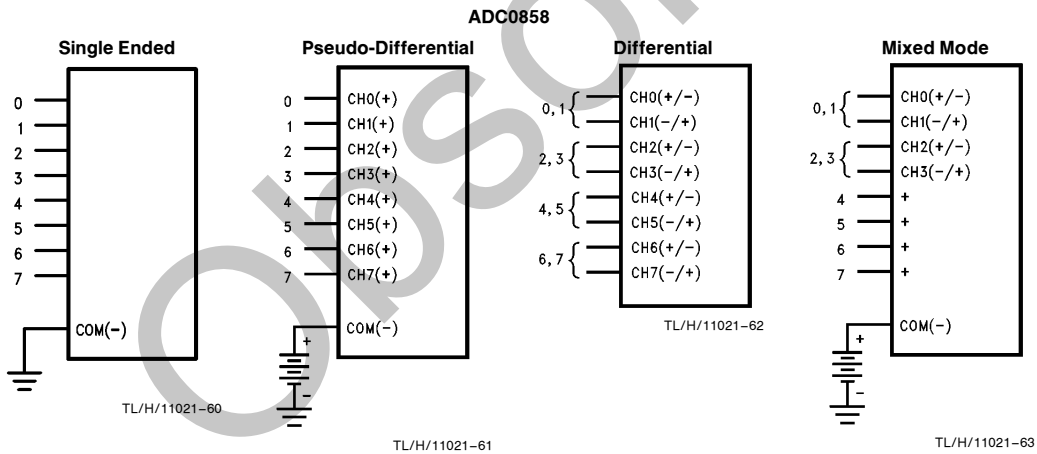 ADC0858
Single Ended
0
1
2
3
4
5
6
7
COM(-)
TL/H/11021-60
Pseudo-Differential
0 CH0(+)
1 CH1(+)
2 CH2(+)
3 CH3(+)
4 CH4(+)
5 CH5(+)
6 CH6(+)
7 CH7(+)
COM(-)
+
-
TL/H/11021-61
Differential
0,1 { CH0(+/-)
CH1(-/+)
2,3 { CH2(+/-)
CH3(-/+)
4,5 { CH4(+/-)
CH5(-/+)
6,7 { CH6(+/-)
CH7(-/+)
TL/H/11021-62
Mixed Mode
0,1 { CH0(+/-)
CH1(-/+)
2,3 { CH2(+/-)
CH3(-/+)
4 +
5 +
6 +
7 +
COM(-)
+
-
TL/H/11021-63
Obso